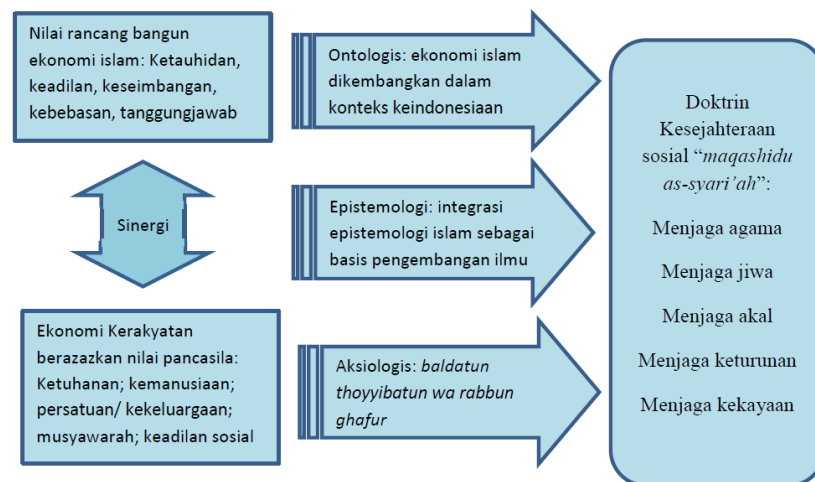 Nilai rancang bangun
ekonomi islam: Ketauhidan,
keadilan, keseimbangan,
kebebasan, tanggungjawab
Sinergi
Ekonomi Kerakyatan
berazazkan nilai pancasila:
Ketuhanan; kemanusiaan;
persatuan/ kekeluargaan;
musyawarah; keadilan sosial
Ontologis: ekonomi islam
dikembangkan dalam
konteks keindonesiaan
Epistemologi: integrasi
epistemologi islam sebagai
basis pengembangan ilmu
Aksiologis: baldatun
thoyyibatun wa rabbun
ghafur
Doktrin
Kesejahteraan
sosial “maqashidu
as-syari’ah”:
Menjaga agama
Menjaga jiwa
Menjaga akal
Menjaga keturunan
Menjaga kekayaan